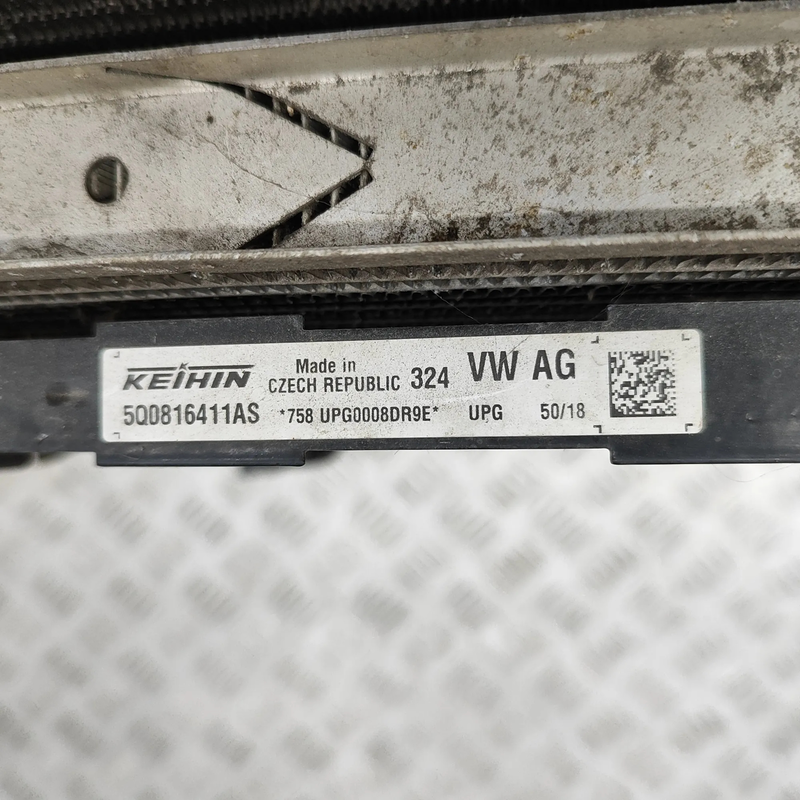 KEIHIN Made in CZECH REPUBLIC 324 VW AG
5Q0816411AS *758 UPG0008DR9E* UPG 50/18